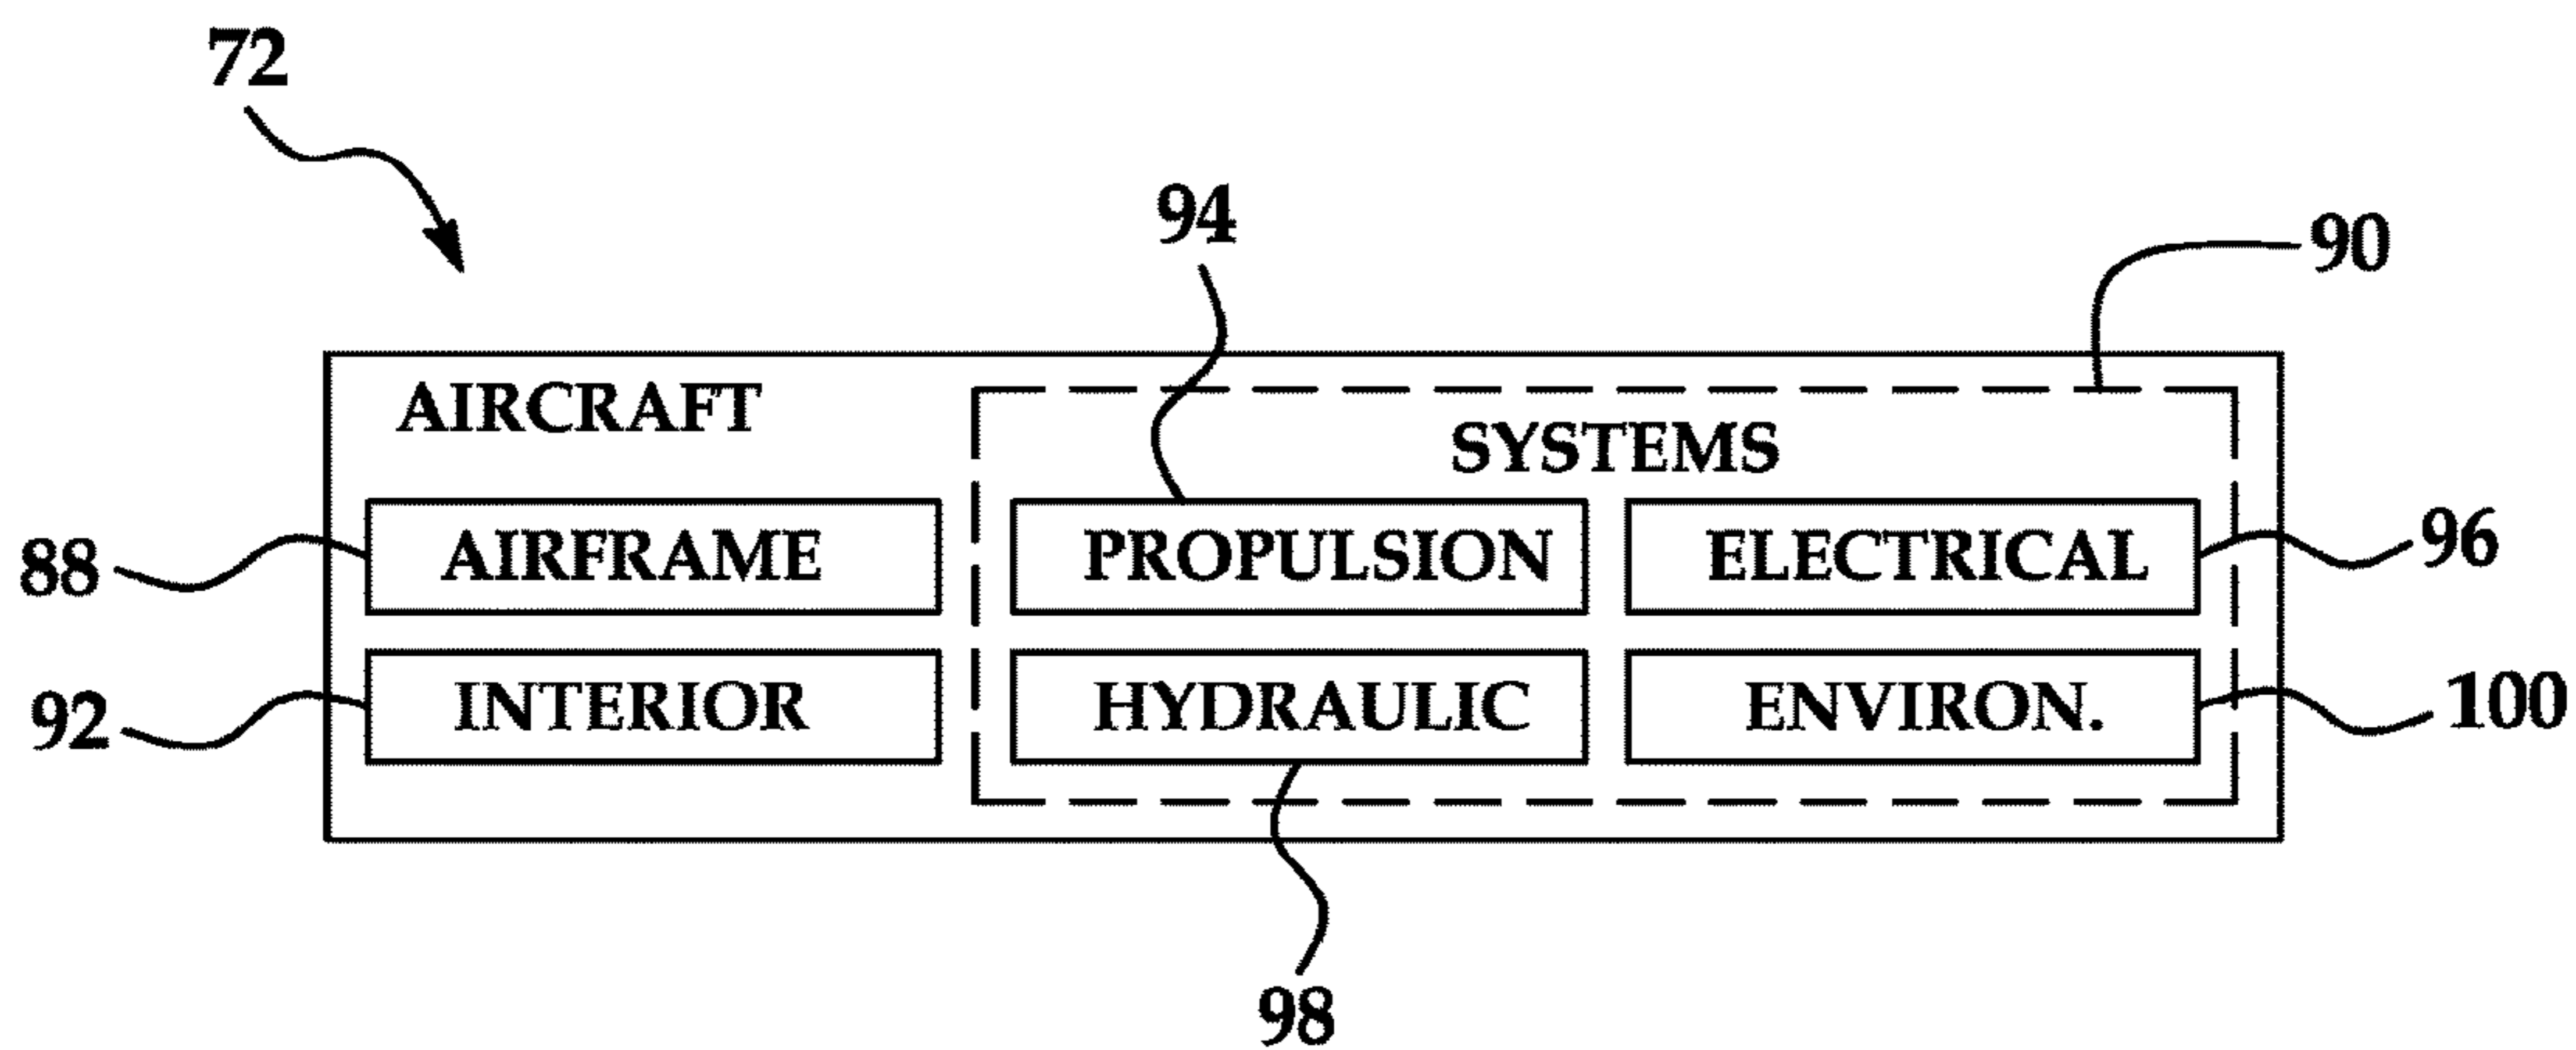 72
94
90
AIRCRAFT
SYSTEMS
88
AIRFRAME
PROPULSION
ELECTRICAL
96
92
INTERIOR
HYDRAULIC
ENVIRON.
100
98